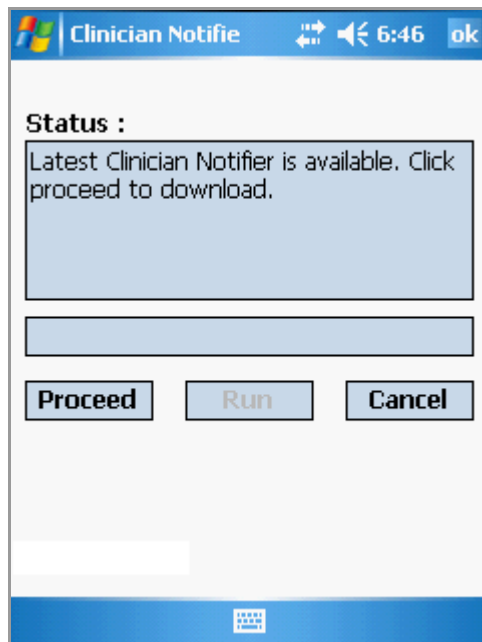 Clinician Notifie 6:46 ok
Status :
Latest Clinician Notifier is available. Click
proceed to download.
Proceed Run Cancel